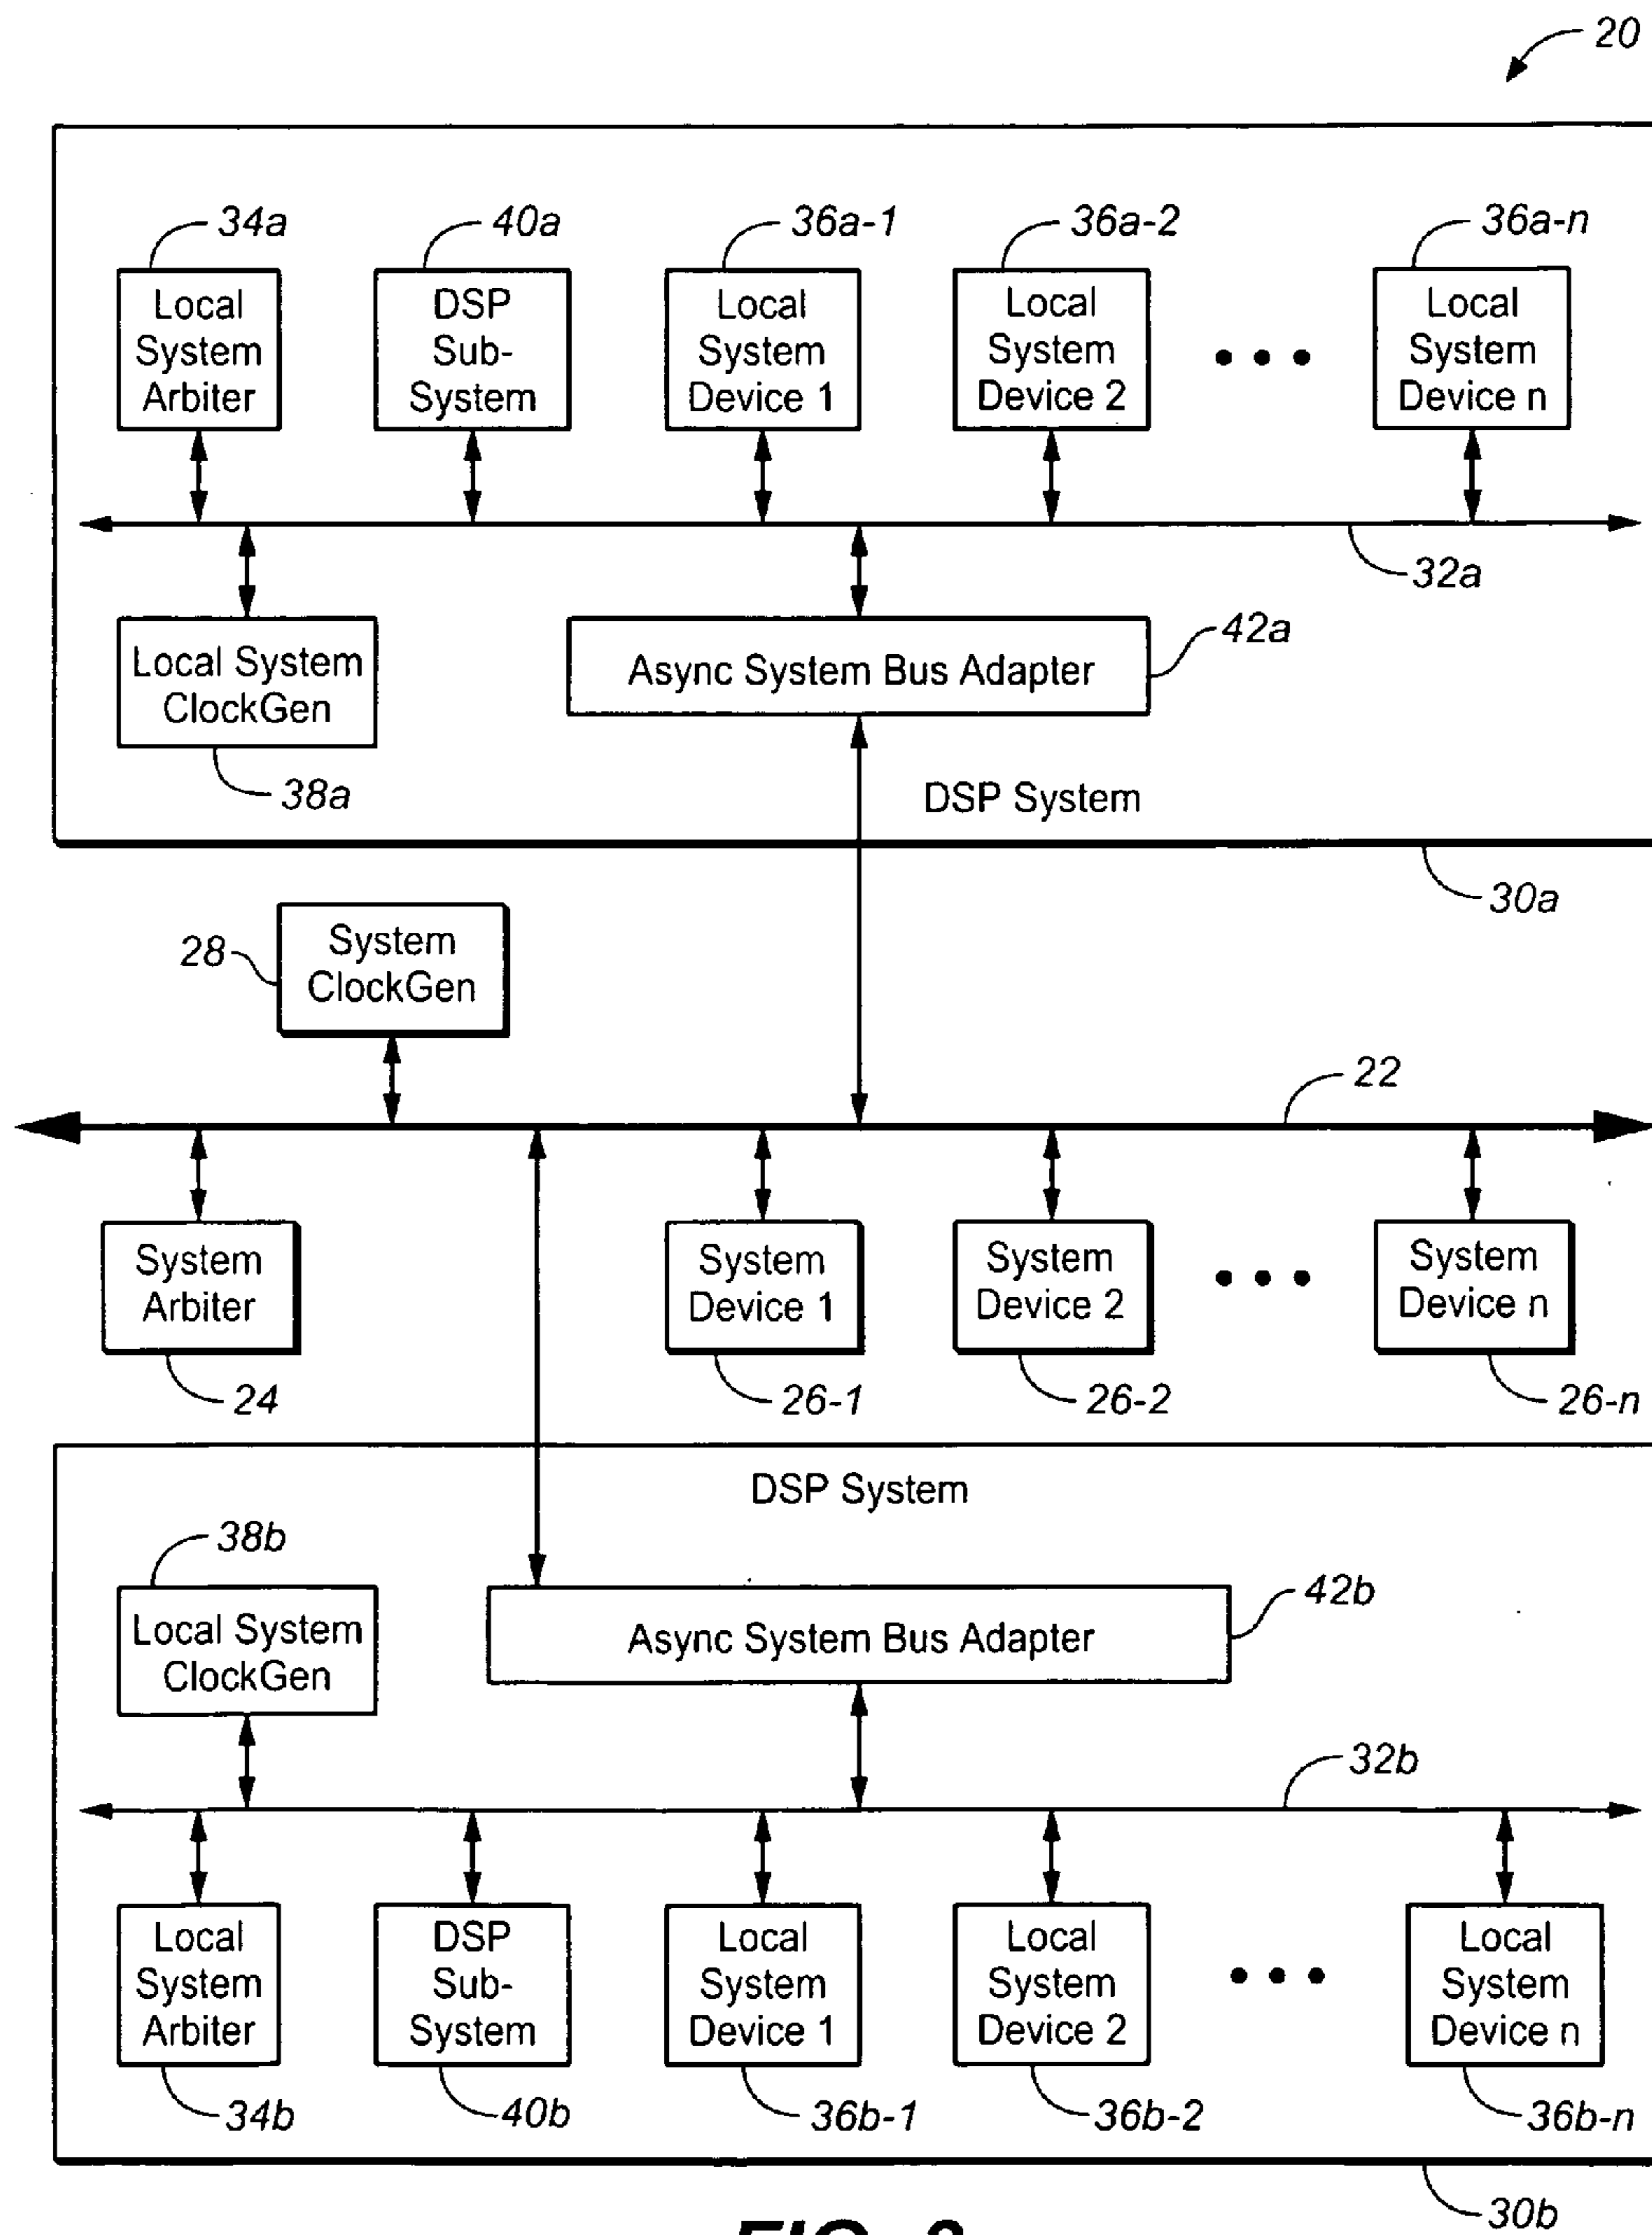 20
34a
40a
36a-1
36a-2
36a-n
Local
System
Arbiter
DSP
Sub-
System
Local
System
Device 1
Local
System
Device 2
Local
System
Device n
32a
Local System
ClockGen
Async System Bus Adapter
42a
38a
DSP System
30a
28
System
ClockGen
22
System
Arbiter
System
Device 1
System
Device 2
System
Device n
24
26-1
26-2
26-n
DSP System
38b
42b
Local System
ClockGen
Async System Bus Adapter
32b
Local
System
Arbiter
DSP
Sub-
System
Local
System
Device 1
Local
System
Device 2
Local
System
Device n
34b
40b
36b-1
36b-2
36b-n
30b